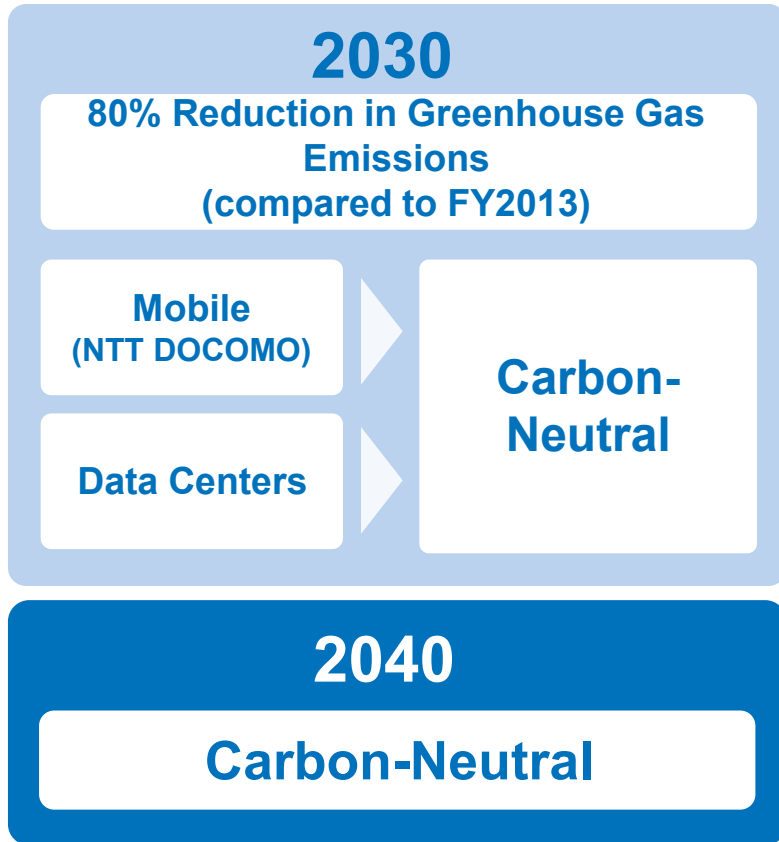 2030
80% Reduction in Greenhouse Gas
Emissions
(compared to FY2013)
Mobile
(NTT DOCOMO)
Data Centers
Carbon-
Neutral
2040
Carbon-Neutral